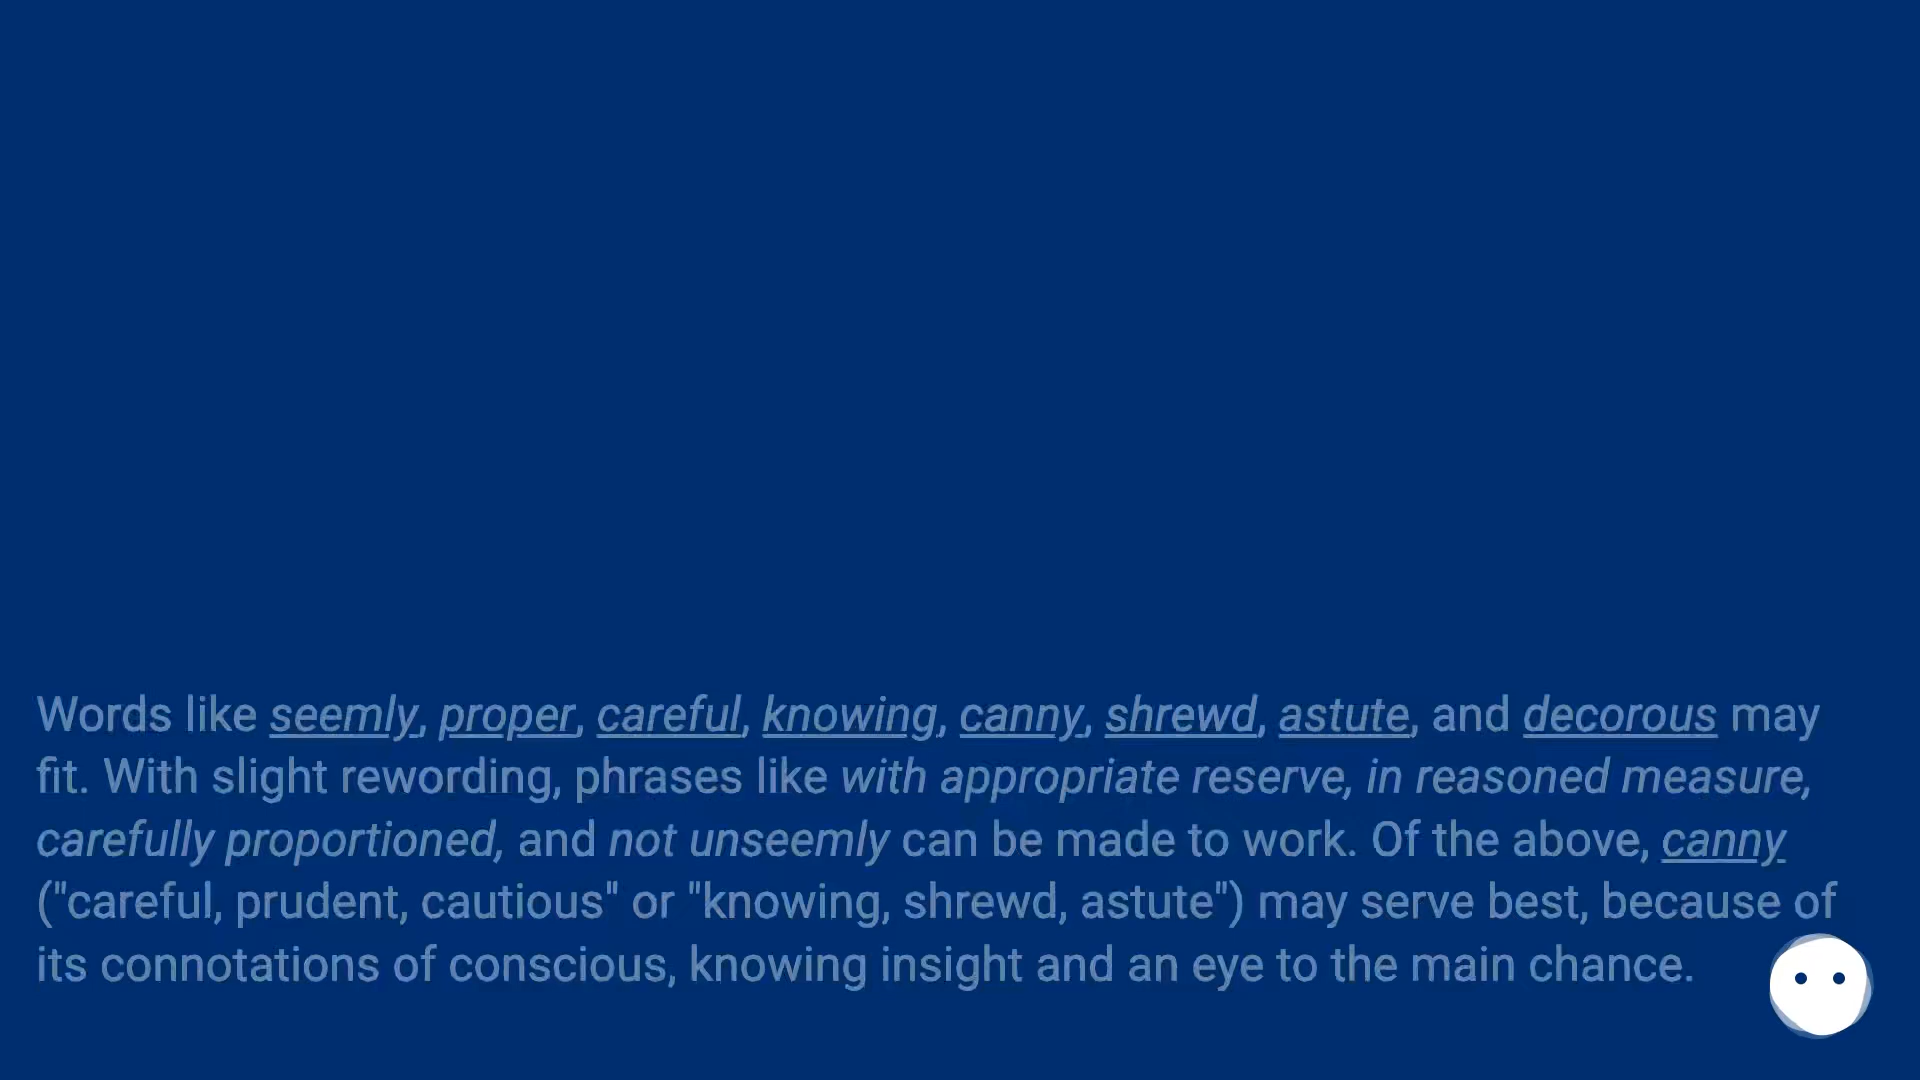 Words like seemly, proper, careful, knowing, canny, shrewd, astute, and decorous may
fit. With slight rewording, phrases like with appropriate reserve, in reasoned measure,
carefully proportioned, and not unseemly can be made to work. Of the above, canny
("careful, prudent, cautious" or "knowing, shrewd, astute") may serve best, because of
its connotations of conscious, knowing insight and an eye to the main chance.